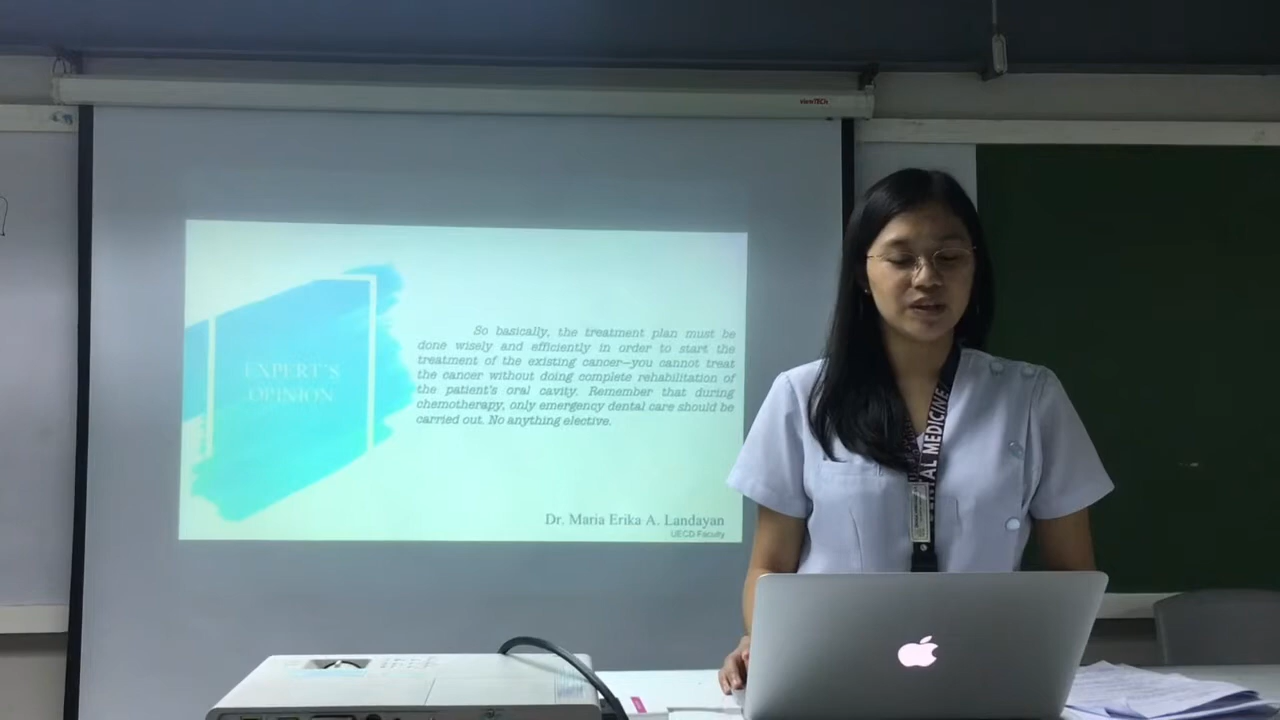 viewTECh
EXPERT'S
OPINION
So basically, the treatment plan must be
done wisely and efficiently in order to start the
treatment of the existing cancer—you cannot treat
the cancer without doing complete rehabilitation of
the patient's oral cavity. Remember that during
chemotherapy, only emergency dental care should be
carried out. No anything elective.
Dr. Maria Erika A. Landayan
UECD Faculty
TAL MEDICINE